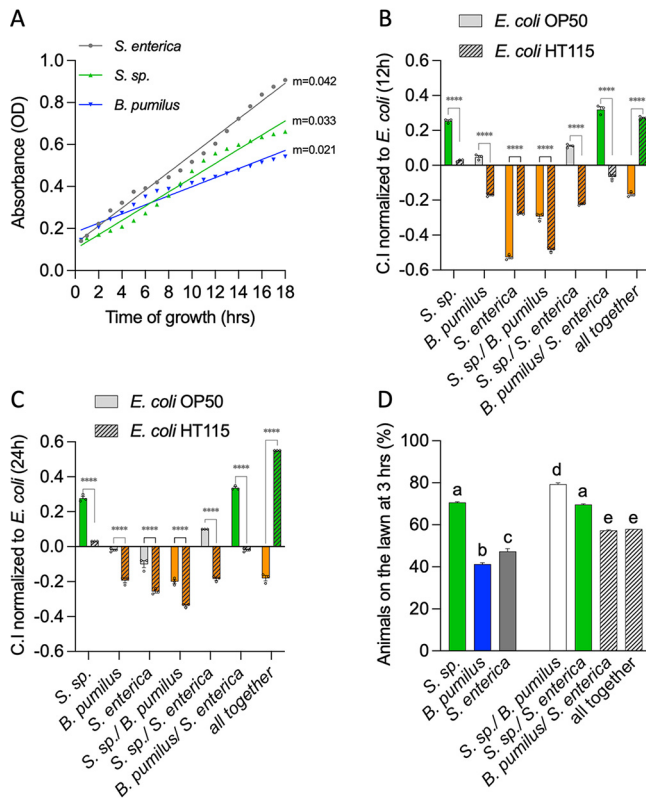 A
S. enterica
S. sp.
B. pumilus
Absorbance (OD)
1.0
0.8
0.6
0.4
0.2
0.0
m=0.042
m=0.033
m=0.021
0 2 4 6 8 10 12 14 16 18
Time of growth (hrs)
B
E. coli OP50
E. coli HT115
C.I normalized to E. coli (12h)
0.6
0.4
0.2
0.0
-0.2
-0.4
-0.6
**** **** **** **** **** **** ****
S. sp.
B. pumilus
S. enterica
S. sp./ B. pumilus
S. sp./ S. enterica
B. pumilus/ S. enterica
all together
C
E. coli OP50
E. coli HT115
C.I normalized to E. coli (24h)
0.6
0.4
0.2
0.0
-0.2
-0.4
-0.6
**** **** **** **** **** **** ****
S. sp.
B. pumilus
S. enterica
S. sp./ B. pumilus
S. sp./ S. enterica
B. pumilus/ S. enterica
all together
D
Animals on the lawn at 3 hrs (%)
100
80
60
40
20
0
a b c d a e e
S. sp.
B. pumilus
S. enterica
S. sp./ B. pumilus
S. sp./ S. enterica
B. pumilus/ S. enterica
all together